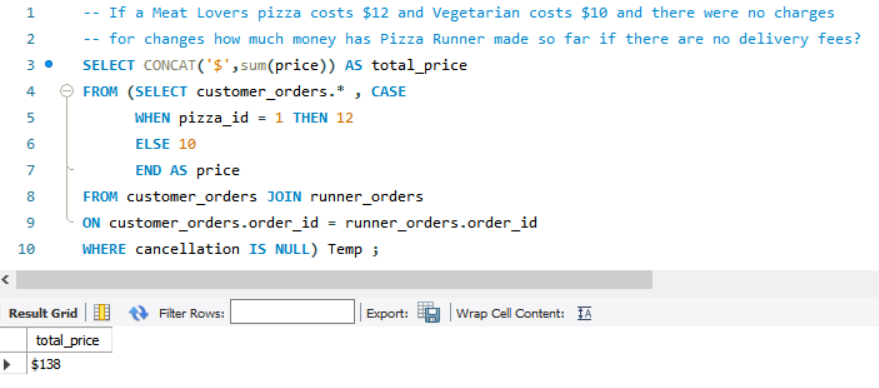 1 -- If a Meat Lovers pizza costs $12 and Vegetarian costs $10 and there were no charges
2 -- for changes how much money has Pizza Runner made so far if there are no delivery fees?
3 SELECT CONCAT('$',sum(price)) AS total_price
4 FROM (SELECT customer_orders.* , CASE
5 WHEN pizza_id = 1 THEN 12
6 ELSE 10
7 END AS price
8 FROM customer_orders JOIN runner_orders
9 ON customer_orders.order_id = runner_orders.order_id
10 WHERE cancellation IS NULL) Temp ;
Result Grid Filter Rows: Export: Wrap Cell Content: IA
total_price
$138